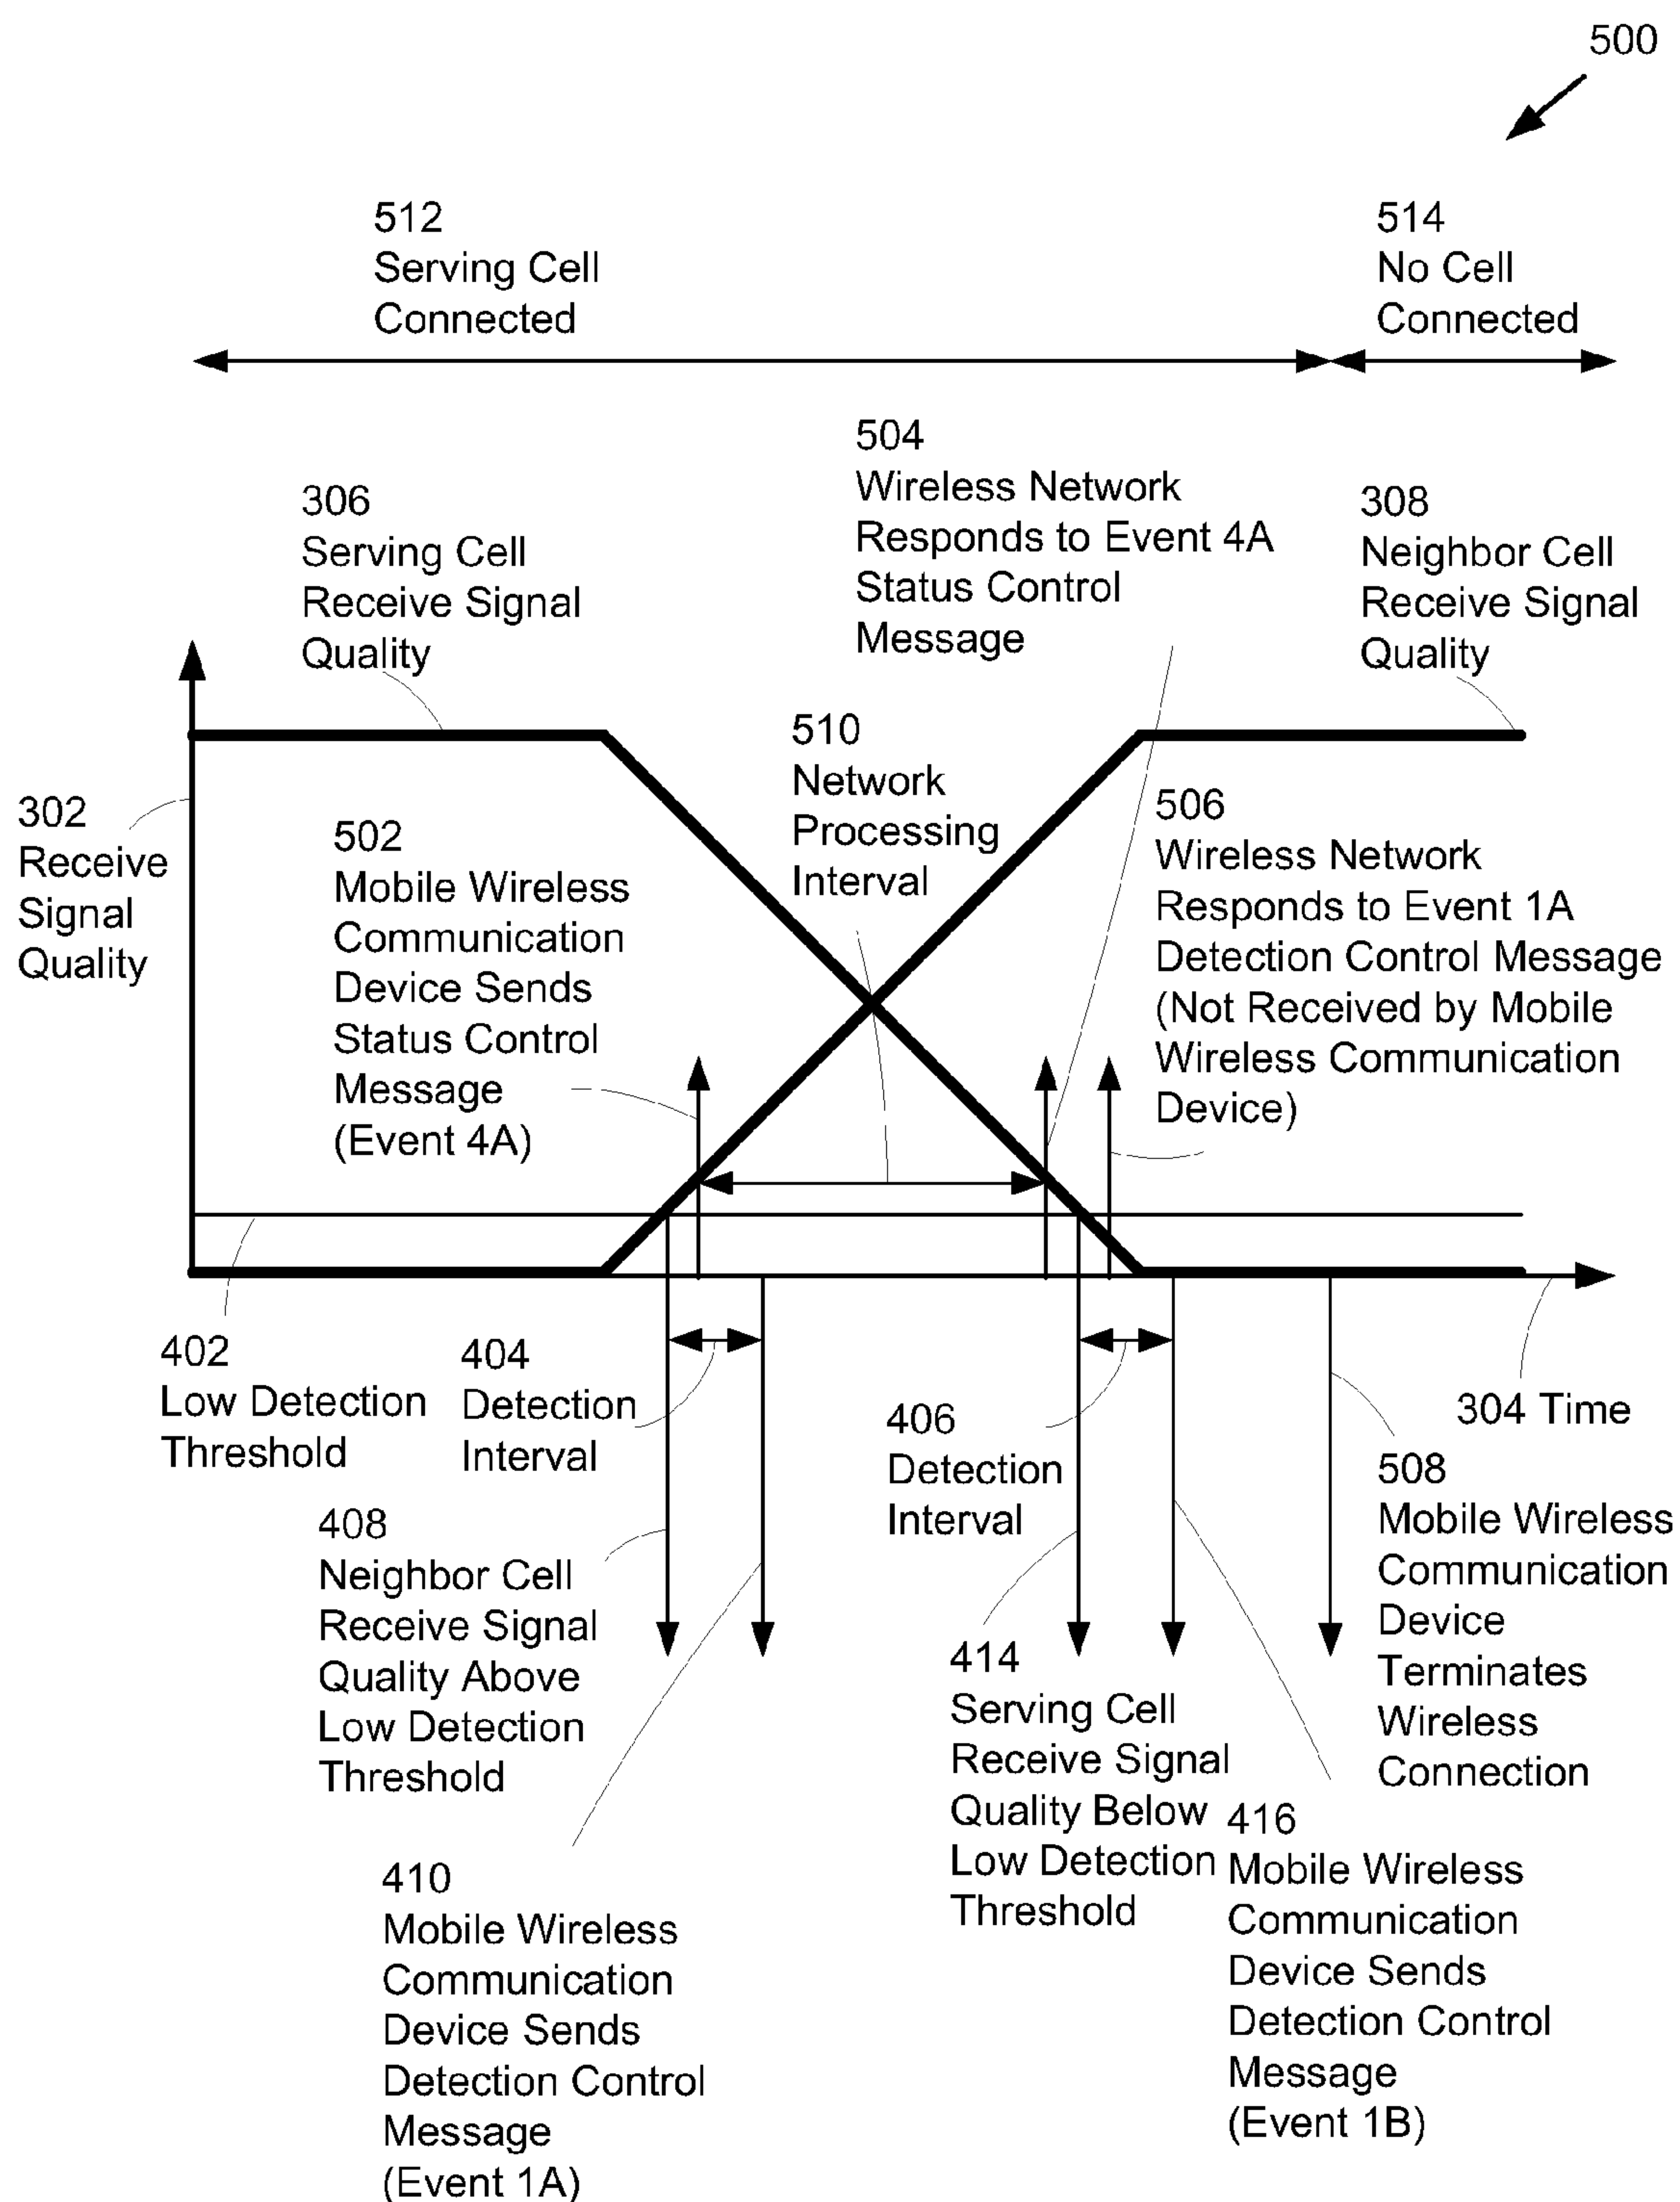 500
512
Serving Cell
Connected
514
No Cell
Connected
504
Wireless Network
Responds to Event 4A
Status Control
Message
306
Serving Cell
Receive Signal
Quality
308
Neighbor Cell
Receive Signal
Quality
510
Network
Processing
Interval
302
Receive
Signal
Quality
502
Mobile Wireless
Communication
Device Sends
Status Control
Message
(Event 4A)
506
Wireless Network
Responds to Event 1A
Detection Control Message
(Not Received by Mobile
Wireless Communication
Device)
402
Low Detection
Threshold
404
Detection
Interval
406
Detection
Interval
304 Time
408
Neighbor Cell
Receive Signal
Quality Above
Low Detection
Threshold
508
Mobile Wireless
Communication
Device
Terminates
Wireless
Connection
414
Serving Cell
Receive Signal
Quality Below
Low Detection
Threshold
416
Mobile Wireless
Communication
Device Sends
Detection Control
Message
(Event 1B)
410
Mobile Wireless
Communication
Device Sends
Detection Control
Message
(Event 1A)